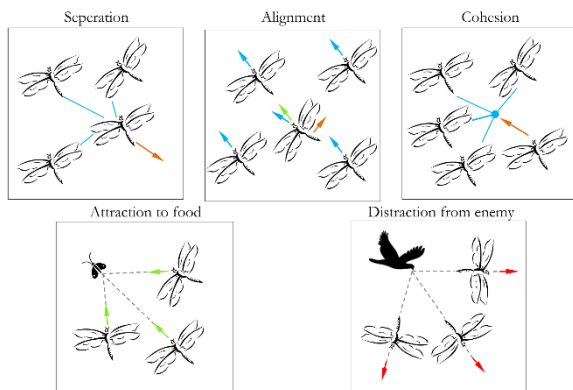 Seperation
Alignment
Cohesion
Attraction to food
Distraction from enemy